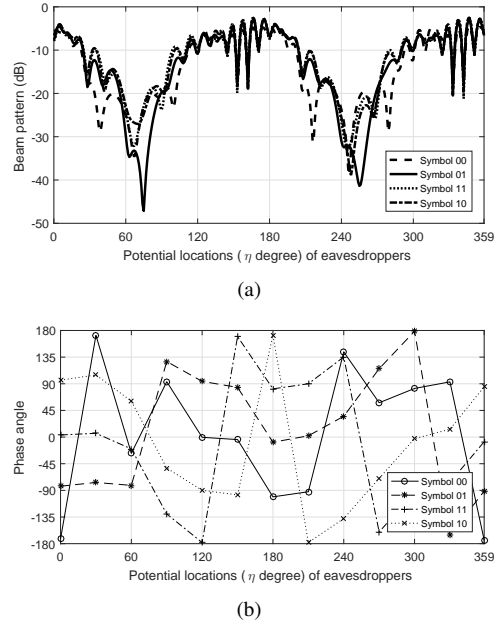 0
-10
-20
-30
-40
-50
Beam pattern (dB)
Symbol 00
Symbol 01
Symbol 11
Symbol 10
0 60 120 180 240 300 359
Potential locations ( η degree) of eavesdroppers
(a)
180
135
90
45
0
-45
-90
-135
-180
Phase angle
Symbol 00
Symbol 01
Symbol 11
Symbol 10
0 60 120 180 240 300 359
Potential locations ( η degree) of eavesdroppers
(b)